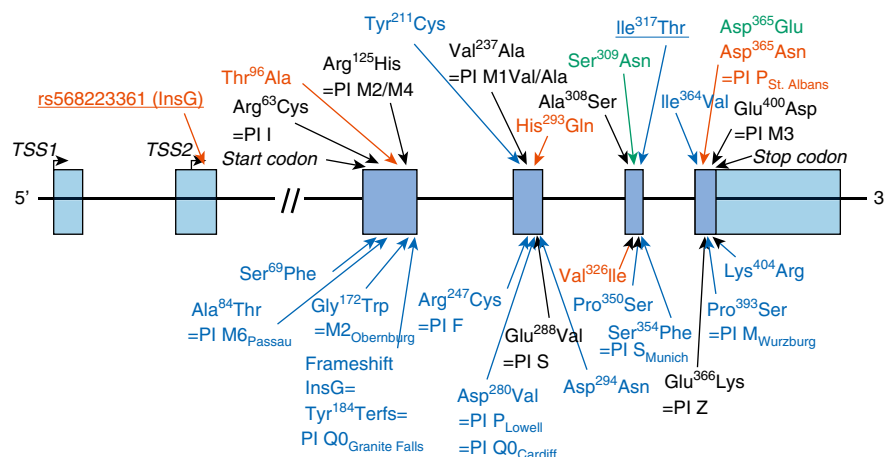 Tyr211Cys
Ile317Thr
Asp365Glu
Asp365Asn
=PI PSt. Albans
Val237Ala
=PI M1Val/Ala
Ser309Asn
Arg125His
=PI M2/M4
Thr96Ala
rs568223361 (InsG)
Arg63Cys
=PI I
Ala308Ser
Ile364Val
Glu400Asp
=PI M3
His293Gln
TSS1
TSS2
Start codon
Stop codon
5'
//
3
Ser69Phe
Ala84Thr
=PI M6Passau
Gly172Trp
=M2Obernburg
Arg247Cys
=PI F
Val326Ile
Lys404Arg
Pro350Ser
Pro393Ser
=PI MWurzburg
Glu288Val
=PI S
Ser354Phe
=PI SMunich
Frameshift
InsG=
Tyr184Terfs=
PI Q0Granite Falls
Asp280Val
=PI PLowell
=PI Q0Cardiff
Asp294Asn
Glu366Lys
=PI Z